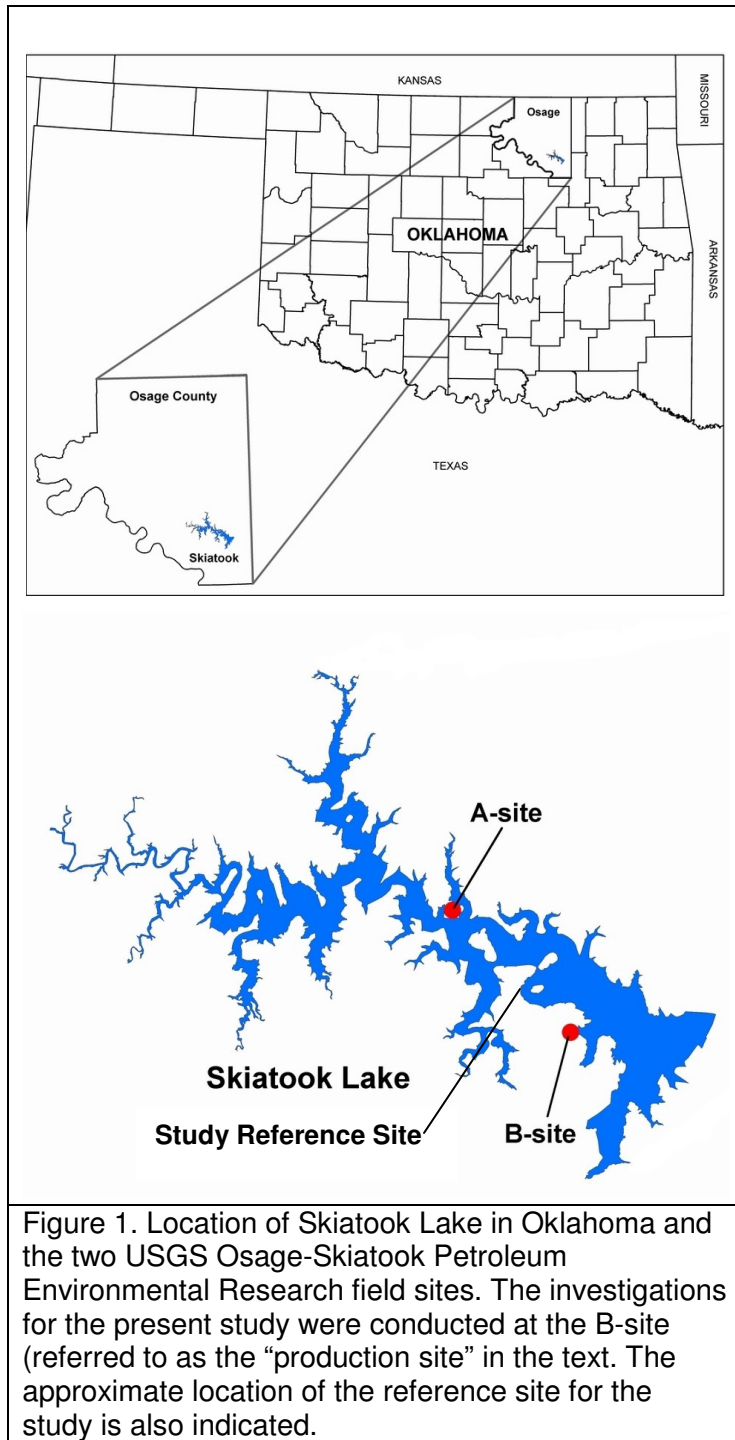 KANSAS
MISSOURI
Osage
OKLAHOMA
ARKANSAS
Osage County
TEXAS
Skiatook
A-site
Skiatook Lake
Study Reference Site
B-site
Figure 1. Location of Skiatook Lake in Oklahoma and
the two USGS Osage-Skiatook Petroleum
Environmental Research field sites. The investigations
for the present study were conducted at the B-site
(referred to as the “production site” in the text. The
approximate location of the reference site for the
study is also indicated.